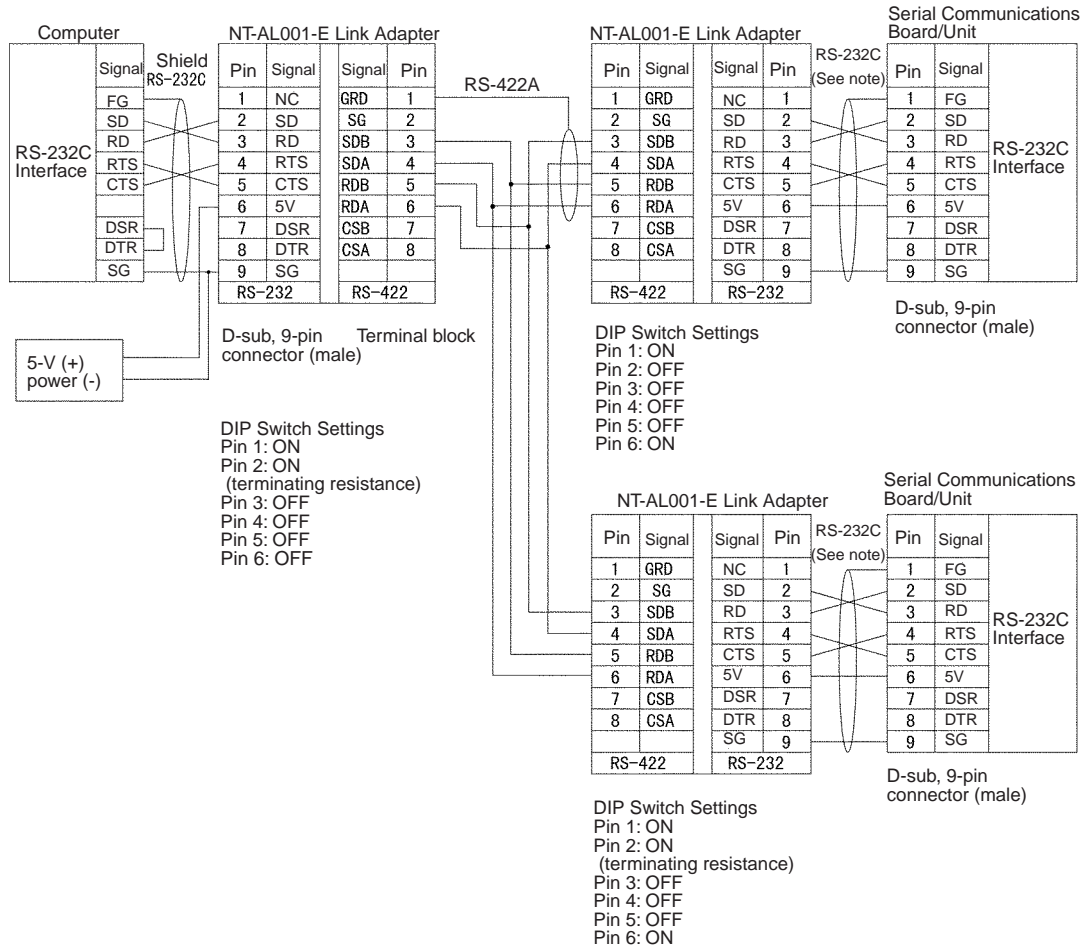 Computer
Signal
Shield
RS-232C
FG
SD
RD
RTS
CTS
DSR
DTR
SG
RS-232C
Interface
5-V (+)
power (-)
NT-AL001-E Link Adapter
Pin Signal Signal Pin
1 NC GRD 1
2 SD SG 2
3 RD SDB 3
4 RTS SDA 4
5 CTS RDB 5
6 5V RDA 6
7 DSR CSB 7
8 DTR CSA 8
9 SG
RS-232 RS-422
D-sub, 9-pin
connector (male)
Terminal block
DIP Switch Settings
Pin 1: ON
Pin 2: ON
(terminating resistance)
Pin 3: OFF
Pin 4: OFF
Pin 5: OFF
Pin 6: OFF
RS-422A
NT-AL001-E Link Adapter
Pin Signal Signal Pin
1 GRD NC 1
2 SG SD 2
3 SDB RD 3
4 SDA RTS 4
5 RDB CTS 5
6 RDA 5V 6
7 CSB DSR 7
8 CSA DTR 8
SG 9
RS-422 RS-232
DIP Switch Settings
Pin 1: ON
Pin 2: OFF
Pin 3: OFF
Pin 4: OFF
Pin 5: OFF
Pin 6: ON
RS-232C
(See note)
Serial Communications
Board/Unit
Pin Signal
1 FG
2 SD
3 RD
4 RTS
5 CTS
6 5V
7 DSR
8 DTR
9 SG
RS-232C
Interface
D-sub, 9-pin
connector (male)
NT-AL001-E Link Adapter
Pin Signal Signal Pin
1 GRD NC 1
2 SG SD 2
3 SDB RD 3
4 SDA RTS 4
5 RDB CTS 5
6 RDA 5V 6
7 CSB DSR 7
8 CSA DTR 8
SG 9
RS-422 RS-232
DIP Switch Settings
Pin 1: ON
Pin 2: ON
(terminating resistance)
Pin 3: OFF
Pin 4: OFF
Pin 5: OFF
Pin 6: ON
RS-232C
(See note)
Serial Communications
Board/Unit
Pin Signal
1 FG
2 SD
3 RD
4 RTS
5 CTS
6 5V
7 DSR
8 DTR
9 SG
RS-232C
Interface
D-sub, 9-pin
connector (male)